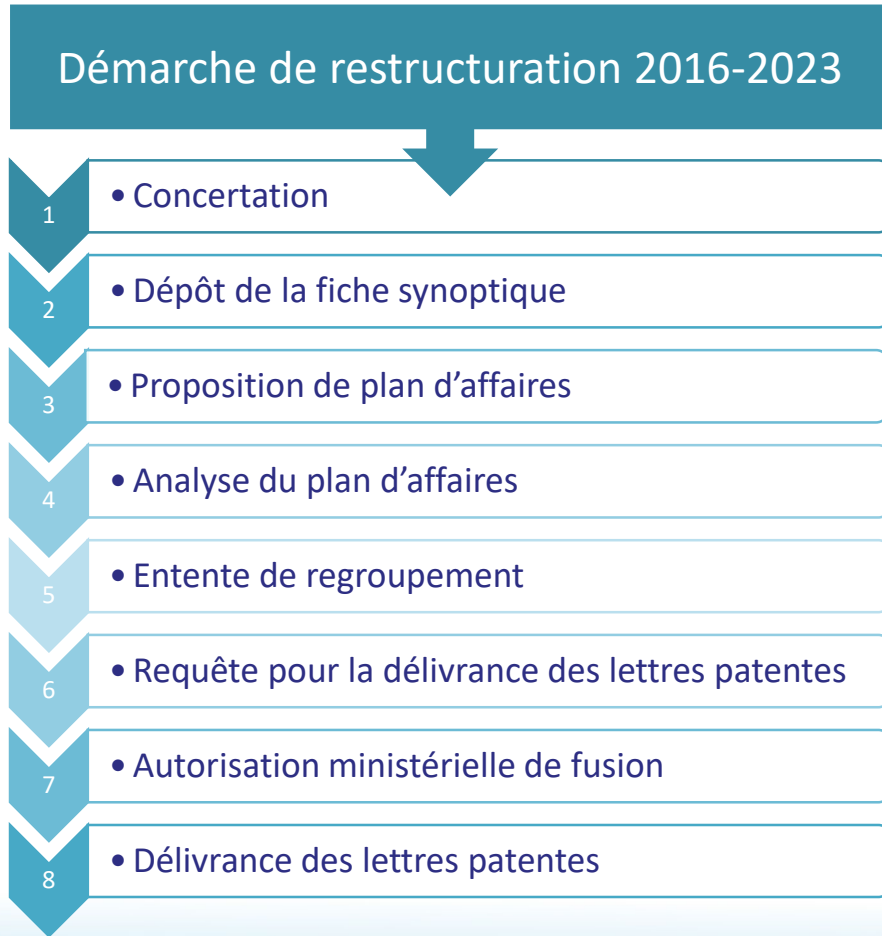 Démarche de restructuration 2016-2023
1
• Concertation
2
• Dépôt de la fiche synoptique
3
• Proposition de plan d’affaires
4
• Analyse du plan d’affaires
5
• Entente de regroupement
6
• Requête pour la délivrance des lettres patentes
7
• Autorisation ministérielle de fusion
8
• Délivrance des lettres patentes